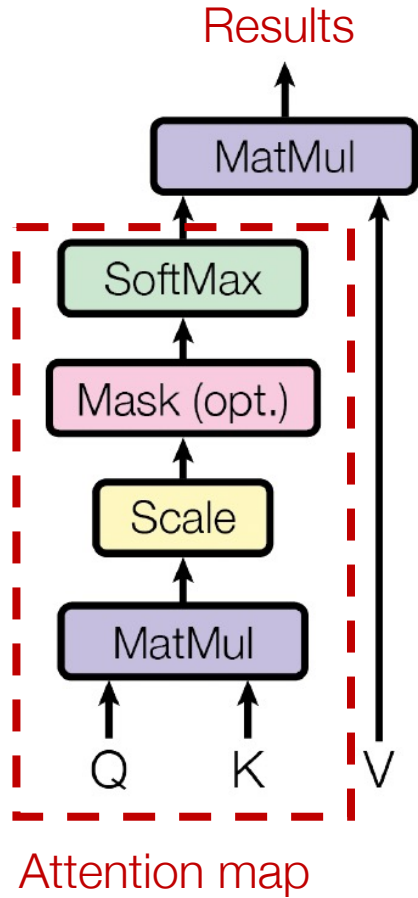 Results
MatMul
SoftMax
Mask (opt.)
Scale
MatMul
Q K V
Attention map